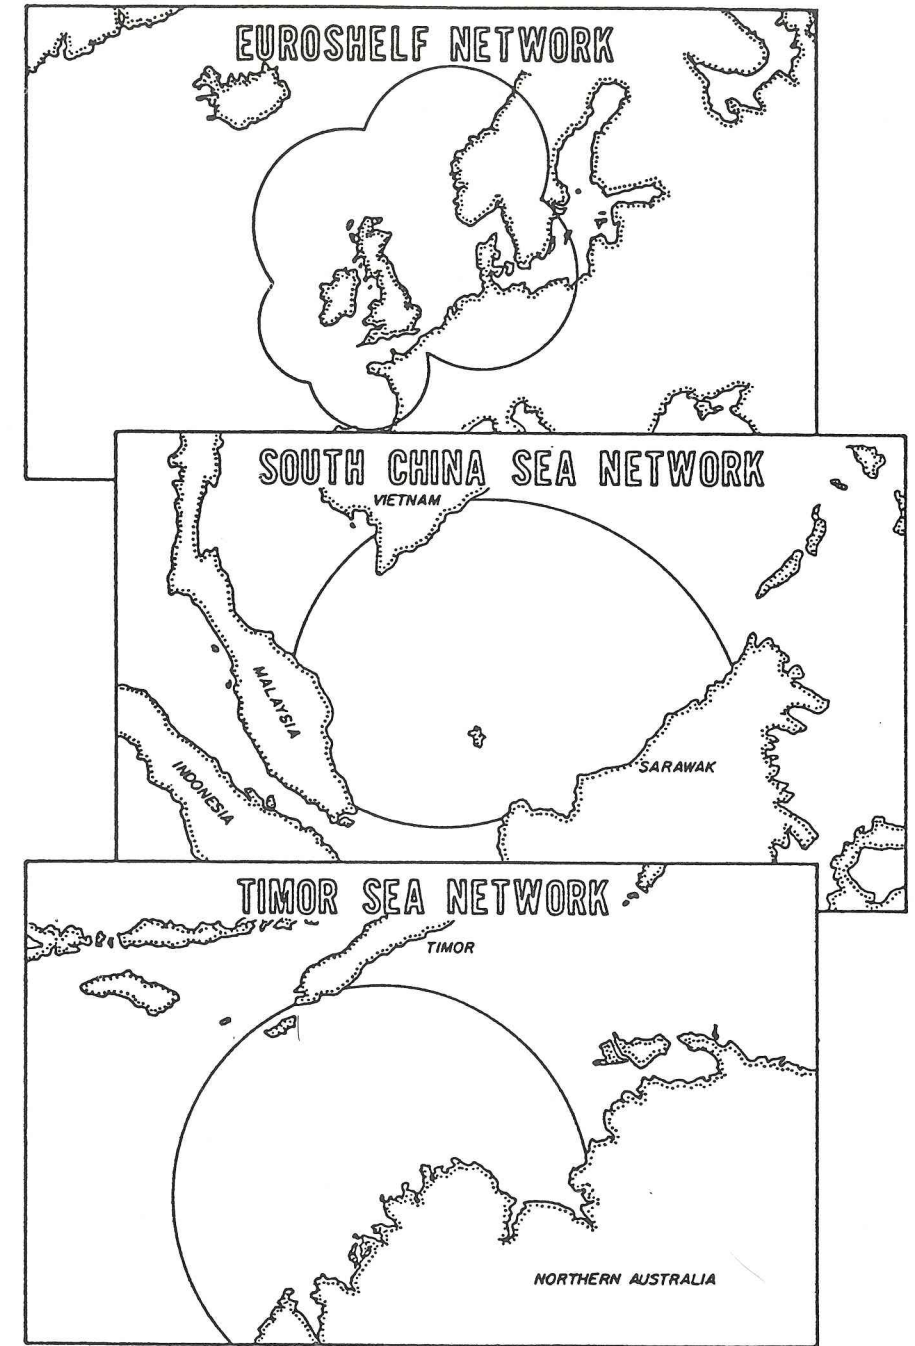 EUROSHELF NETWORK
SOUTH CHINA SEA NETWORK
VIETNAM
MALAYSIA
SARAWAK
INDONESIA
TIMOR SEA NETWORK
TIMOR
NORTHERN AUSTRALIA